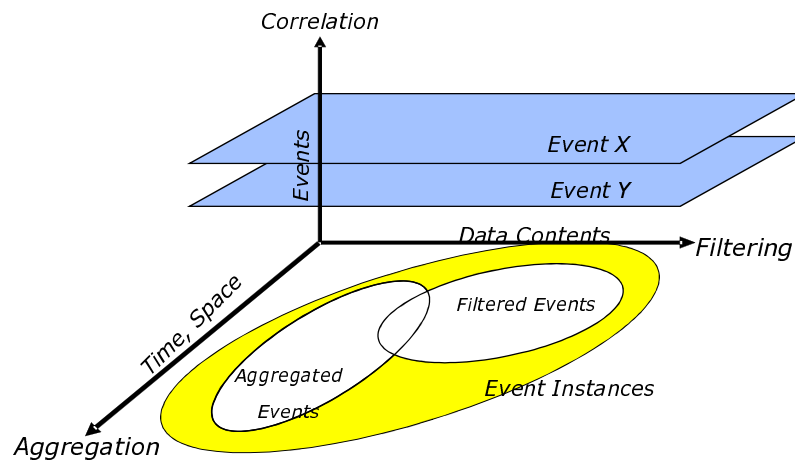 Correlation
Events
Event X
Event Y
Data Contents
Filtering
Time, Space
Filtered Events
Aggregated
Events
Event Instances
Aggregation